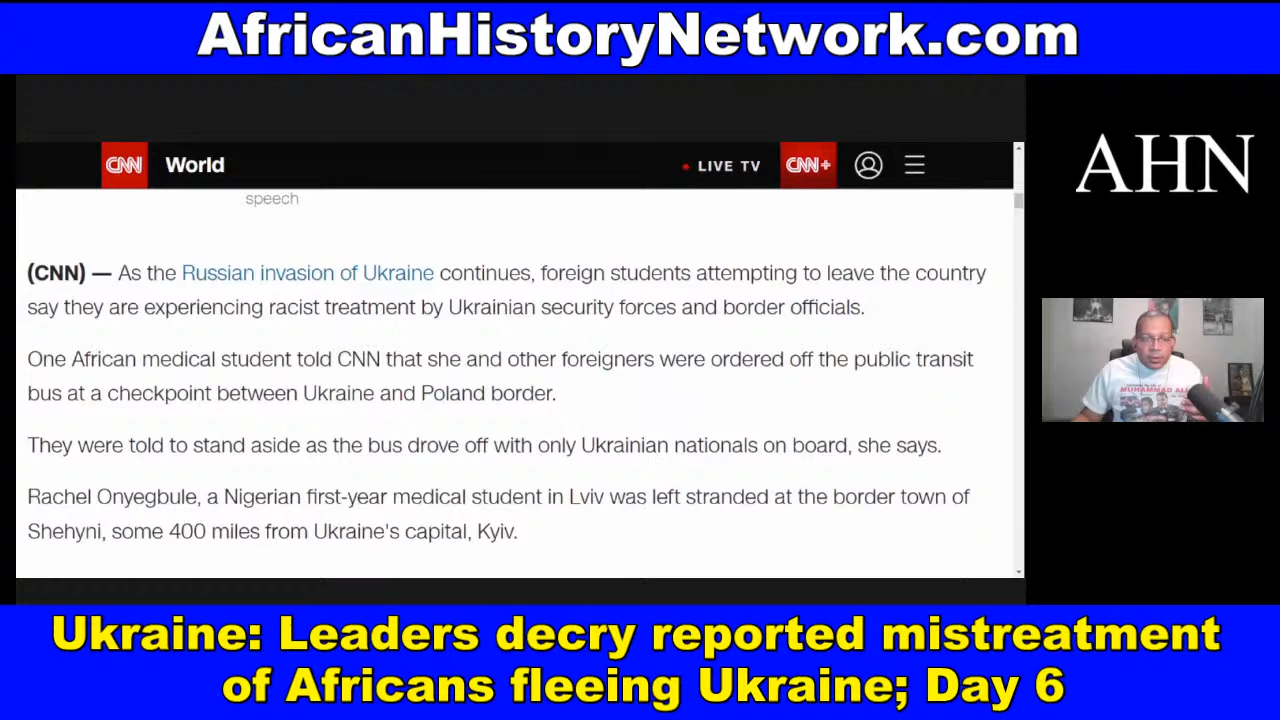 AfricanHistoryNetwork.com
CNN World LIVE TV CNN+
AHN
speech
(CNN) — As the Russian invasion of Ukraine continues, foreign students attempting to leave the country
say they are experiencing racist treatment by Ukrainian security forces and border officials.
One African medical student told CNN that she and other foreigners were ordered off the public transit
bus at a checkpoint between Ukraine and Poland border.
They were told to stand aside as the bus drove off with only Ukrainian nationals on board, she says.
Rachel Onyegbule, a Nigerian first-year medical student in Lviv was left stranded at the border town of
Shehyni, some 400 miles from Ukraine's capital, Kyiv.
MUHAMMAD ALI
Ukraine: Leaders decry reported mistreatment
of Africans fleeing Ukraine; Day 6